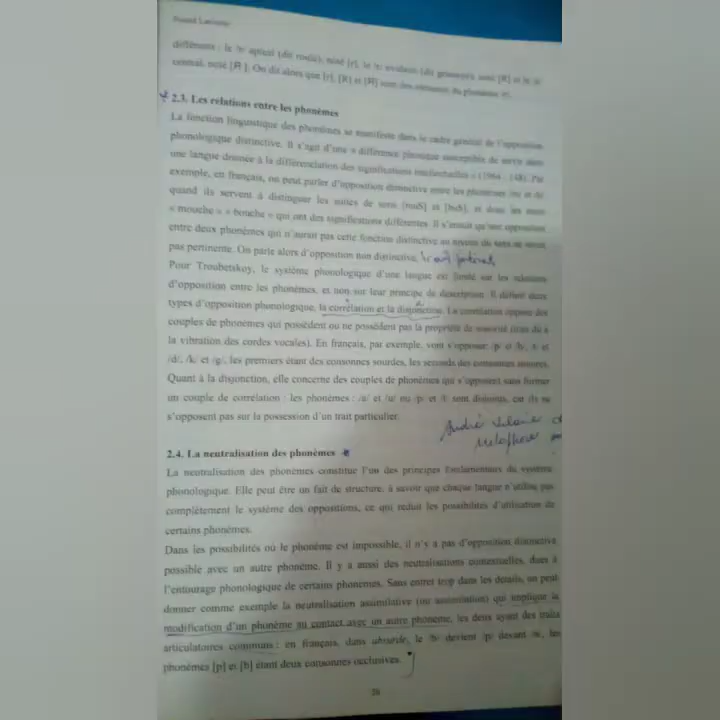 différents : le /r/ apical (dit roulé), noté [r], le /r/ uvulaire (dit grasseyé), noté [R] et le /r/
central, noté [ʁ]. On dit alors que [r], [R] et [ʁ] sont des variantes du phonème /r/.
2.3. Les relations entre les phonèmes
La fonction linguistique des phonèmes se manifeste dans le cadre général de l'opposition
phonologique distinctive. Il s'agit d'une « différence phonique susceptible de servir dans
une langue donnée à la différenciation des significations intellectuelles » (1964 : 148). Par
exemple, en français, on peut parler d'opposition distinctive entre les phonèmes /m/ et /b/
quand ils servent à distinguer les suites de sons [muS] et [buS], et donc les mots
« mouche » « bouche » qui ont des significations différentes. Il s'ensuit qu'une opposition
entre deux phonèmes qui n'aurait pas cette fonction distinctive au niveau du sens ne serait
pas pertinente. On parle alors d'opposition non distinctive.
Pour Troubetskoy, le système phonologique d'une langue est fondé sur les relations
d'opposition entre les phonèmes, et non sur leur principe de description. Il définit deux
types d'opposition phonologique, la corrélation et la disjonction. La corrélation oppose des
couples de phonèmes qui possèdent ou ne possèdent pas la propriété de sonorité (trait dû à
la vibration des cordes vocales). En français, par exemple, vont s'opposer /p/ et /b/, /t/ et
/d/, /k/ et /g/, les premiers étant des consonnes sourdes, les seconds des consonnes sonores.
Quant à la disjonction, elle concerne des couples de phonèmes qui s'opposent sans former
un couple de corrélation : les phonèmes : /a/ et /u/ ou /p/ et /l/ sont disjoints, car ils ne
s'opposent pas sur la possession d'un trait particulier.
André
2.4. La neutralisation des phonèmes
La neutralisation des phonèmes constitue l'un des principes fondamentaux du système
phonologique. Elle peut être un fait de structure, à savoir que chaque langue n'utilise pas
complètement le système des oppositions, ce qui réduit les possibilités d'utilisation de
certains phonèmes.
Dans les possibilités où le phonème est impossible, il n'y a pas d'opposition distinctive
possible avec un autre phonème. Il y a aussi des neutralisations contextuelles, dues à
l'entourage phonologique de certains phonèmes. Sans entrer trop dans les détails, on peut
donner comme exemple la neutralisation assimilative (ou assimilation) qui implique la
modification d'un phonème au contact avec un autre phonème, les deux ayant des traits
articulatoires communs : en français, dans absurde, le /b/ devient /p/ devant /s/, les
phonèmes [p] et [b] étant deux consonnes occlusives.